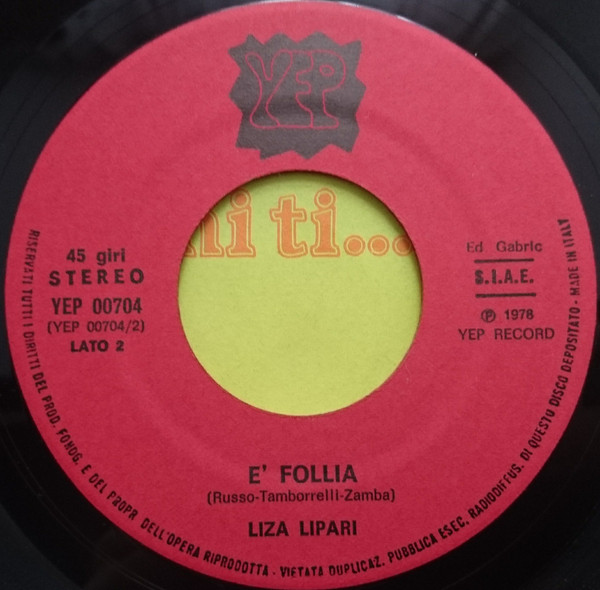 YEP
ni ti...
45 giri
STEREO
YEP 00704
(YEP 00704/2)
LATO 2
Ed Gabric
S.I.A.E.
Ⓟ 1978
YEP RECORD
E' FOLLIA
(Russo-Tamborrelli-Zamba)
LIZA LIPARI
RISERVATI TUTTI I DIRITTI DEL PROD. FONOG. E DEL PROPR DELL'OPERA RIPRODOTTA - VIETATA DUPLICAZ. PUBBLICA ESEC. RADIODIFFUS. DI QUESTO DISCO DEPOSITATO - MADE IN ITALY